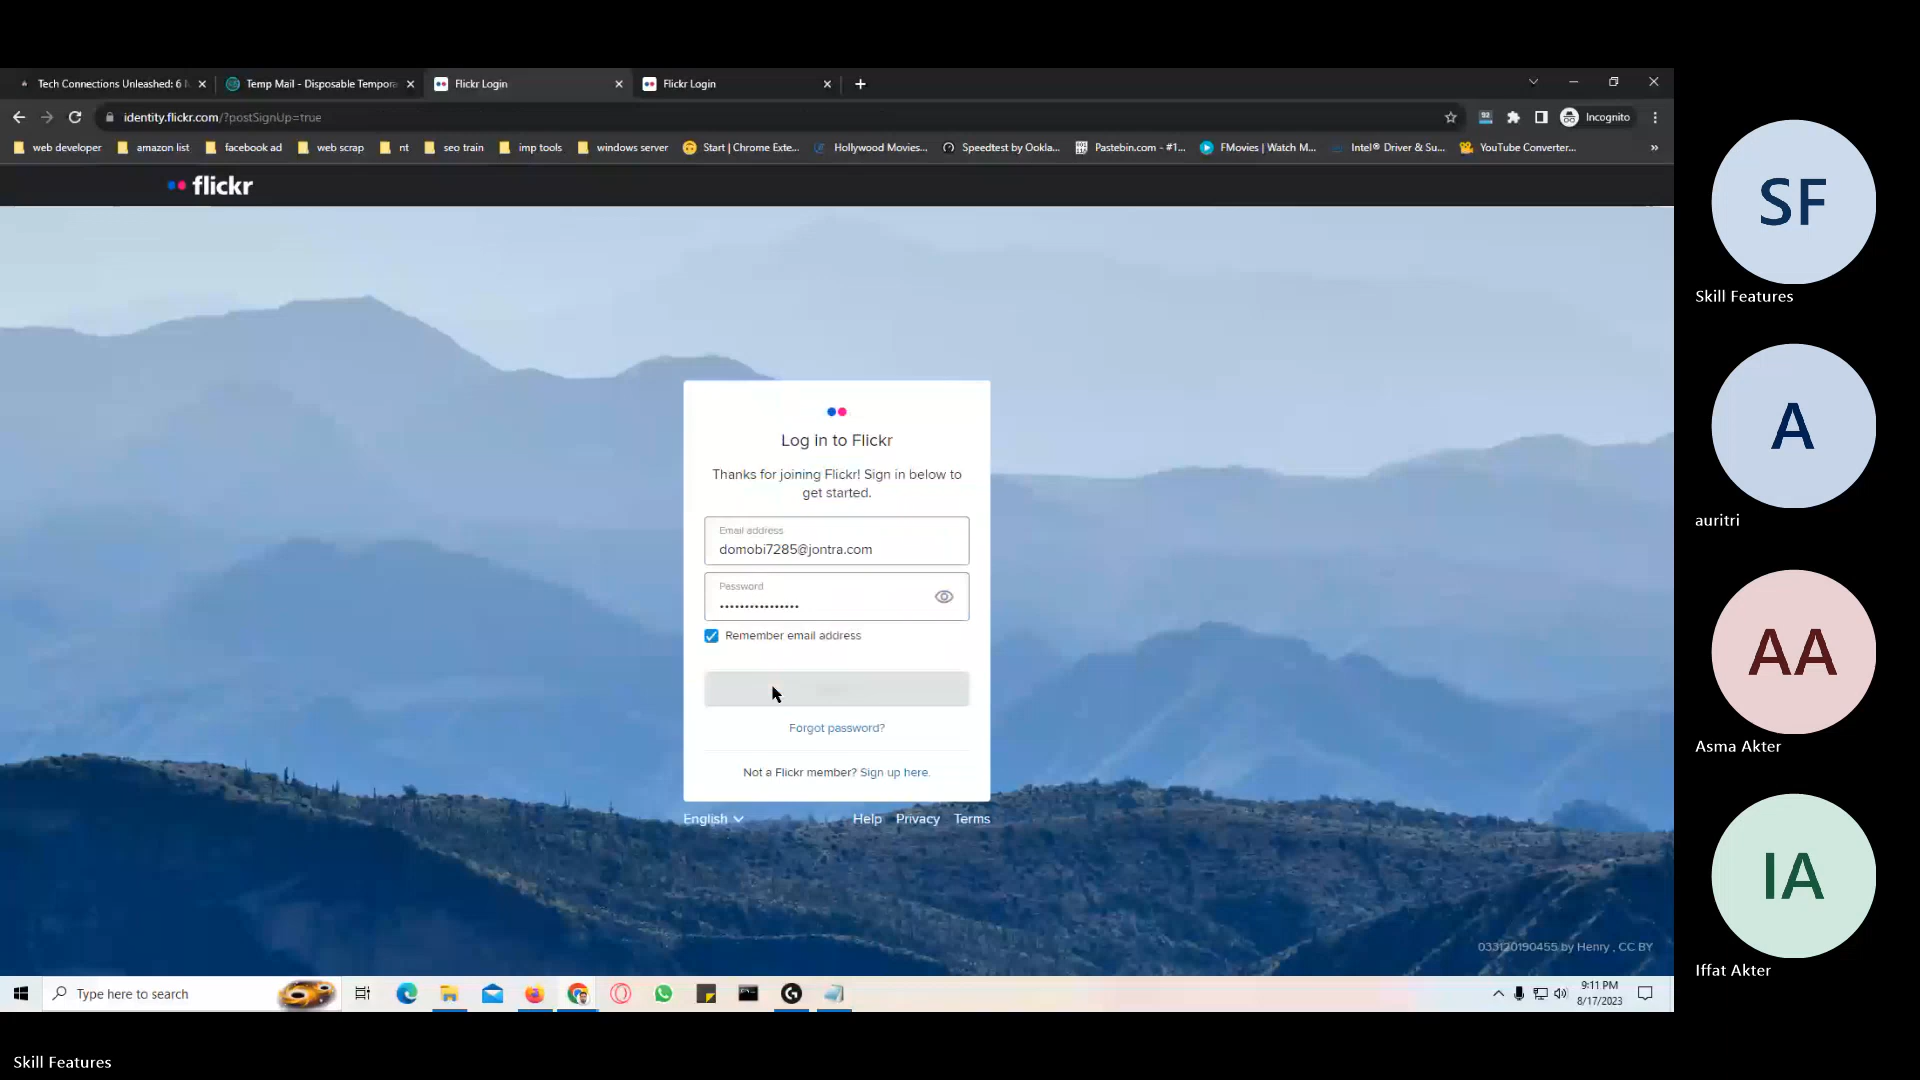 Tech Connections Unleashed: 6
Temp Mail - Disposable Tempora
Flickr Login
Flickr Login
identity.flickr.com/?postSignUp=true
92
Incognito
web developer
amazon list
facebook ad
web scrap
nt
seo train
imp tools
windows server
Start | Chrome Exte...
Hollywood Movies...
Speedtest by Ookla...
Pastebin.com - #1...
FMovies | Watch M...
Intel® Driver & Su...
YouTube Converter...
»
flickr
Log in to Flickr
Thanks for joining Flickr! Sign in below to
get started.
Email address
domobi7285@jontra.com
Password
••••••••••••••••
Remember email address
Forgot password?
Not a Flickr member? Sign up here.
English
Help Privacy Terms
033120190455 by Henry , CC BY
Type here to search
9:11 PM
8/17/2023
SF
Skill Features
A
auritri
AA
Asma Akter
IA
Iffat Akter
Skill Features